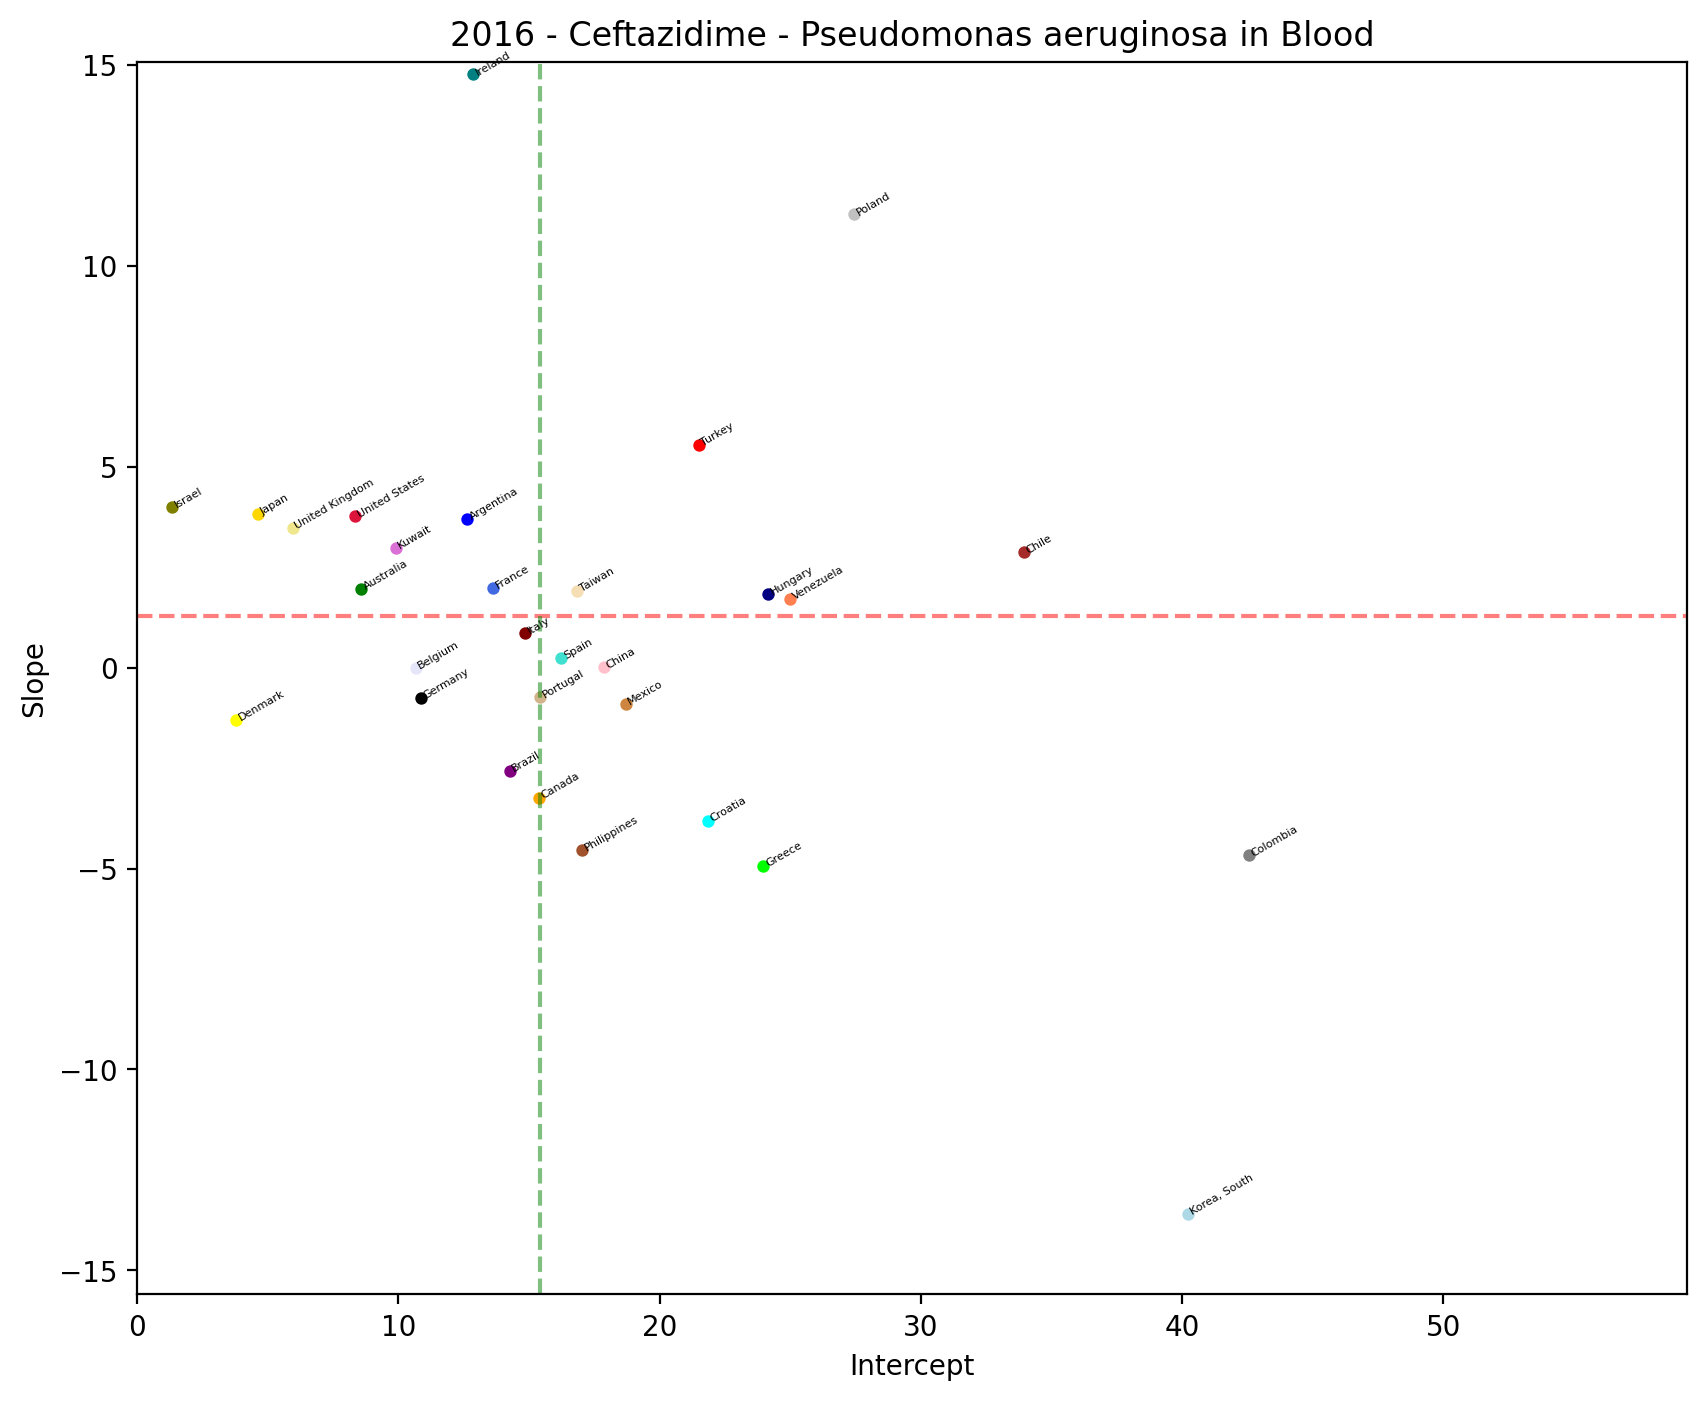 2016 - Ceftazidime - Pseudomonas aeruginosa in Blood
15
Ireland
Poland
10
Turkey
5
Israel
Japan
United Kingdom
United States
Argentina
Kuwait
Chile
Australia
France
Taiwan
Hungary
Venezuela
Italy
Slope
0
Belgium
Spain
China
Germany
Portugal
Mexico
Denmark
Brazil
Canada
Croatia
Philippines
Greece
Colombia
−5
−10
Korea, South
−15
0 10 20 30 40 50
Intercept